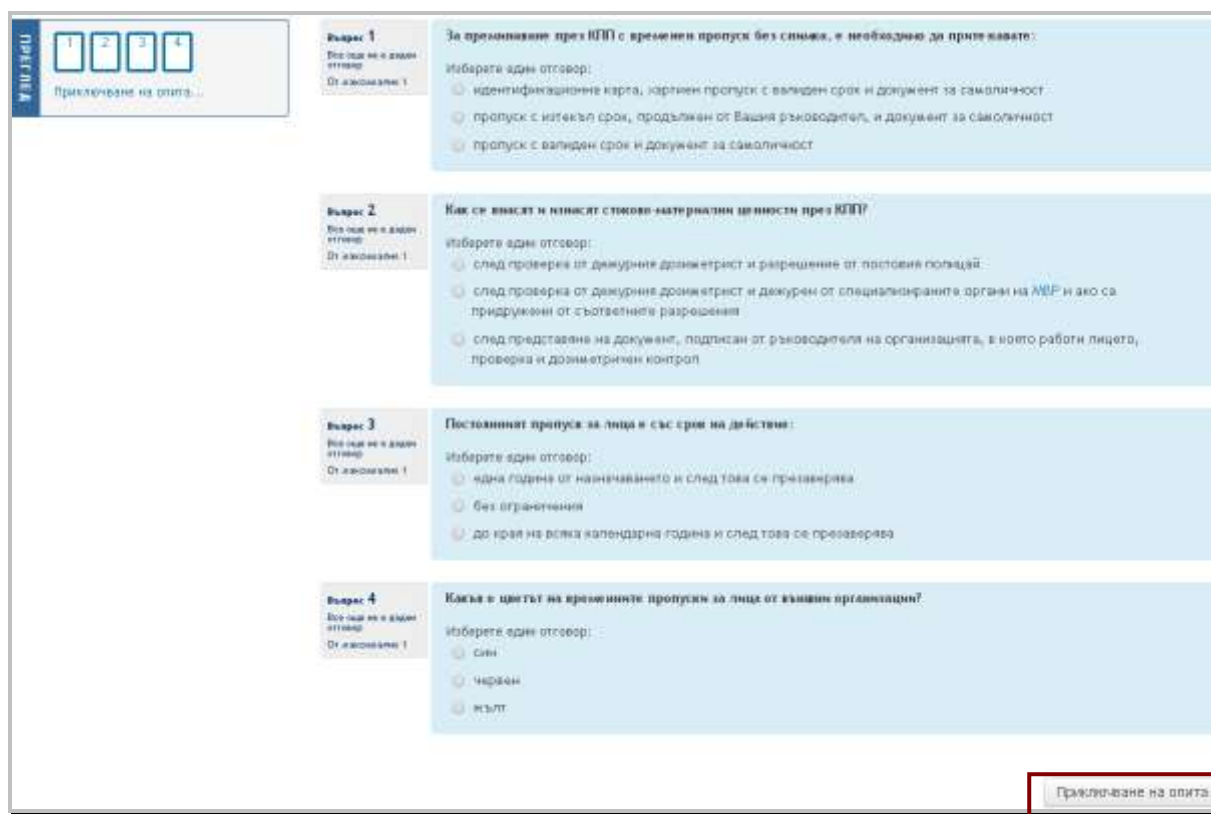 ПРЕГЛЕД
1 2 3 4
Приключване на опита...
Въпрос 1
Все още не е даден
отговор
От максимално 1
За преминаване през КПП с временен пропуск без снимка, е необходимо да притежавате:
Изберете един отговор:
идентификационна карта, хартиен пропуск с валиден срок и документ за самоличност
пропуск с изтекъл срок, продължен от Вашия ръководител, и документ за самоличност
пропуск с валиден срок и документ за самоличност
Въпрос 2
Все още не е даден
отговор
От максимално 1
Как се внасят и изнасят стоково-материални ценности през КПП?
Изберете един отговор:
след проверка от дежурния дозиметрист и разрешение от постовия полицай
след проверка от дежурния дозиметрист и дежурен от специализираните органи на МВР и ако са
придружени от съответните разрешения
след представяне на документ, подписан от ръководителя на организацията, в която работи лицето,
проверка и дозиметричен контрол
Въпрос 3
Все още не е даден
отговор
От максимално 1
Постоянният пропуск за лица е със срок на действие:
Изберете един отговор:
една година от назначаването и след това се презаверява
без ограничения
до края на всяка календарна година и след това се презаверява
Въпрос 4
Все още не е даден
отговор
От максимално 1
Какъв е цветът на временните пропуски за лица от външни организации?
Изберете един отговор:
син
червен
жълт
Приключване на опита